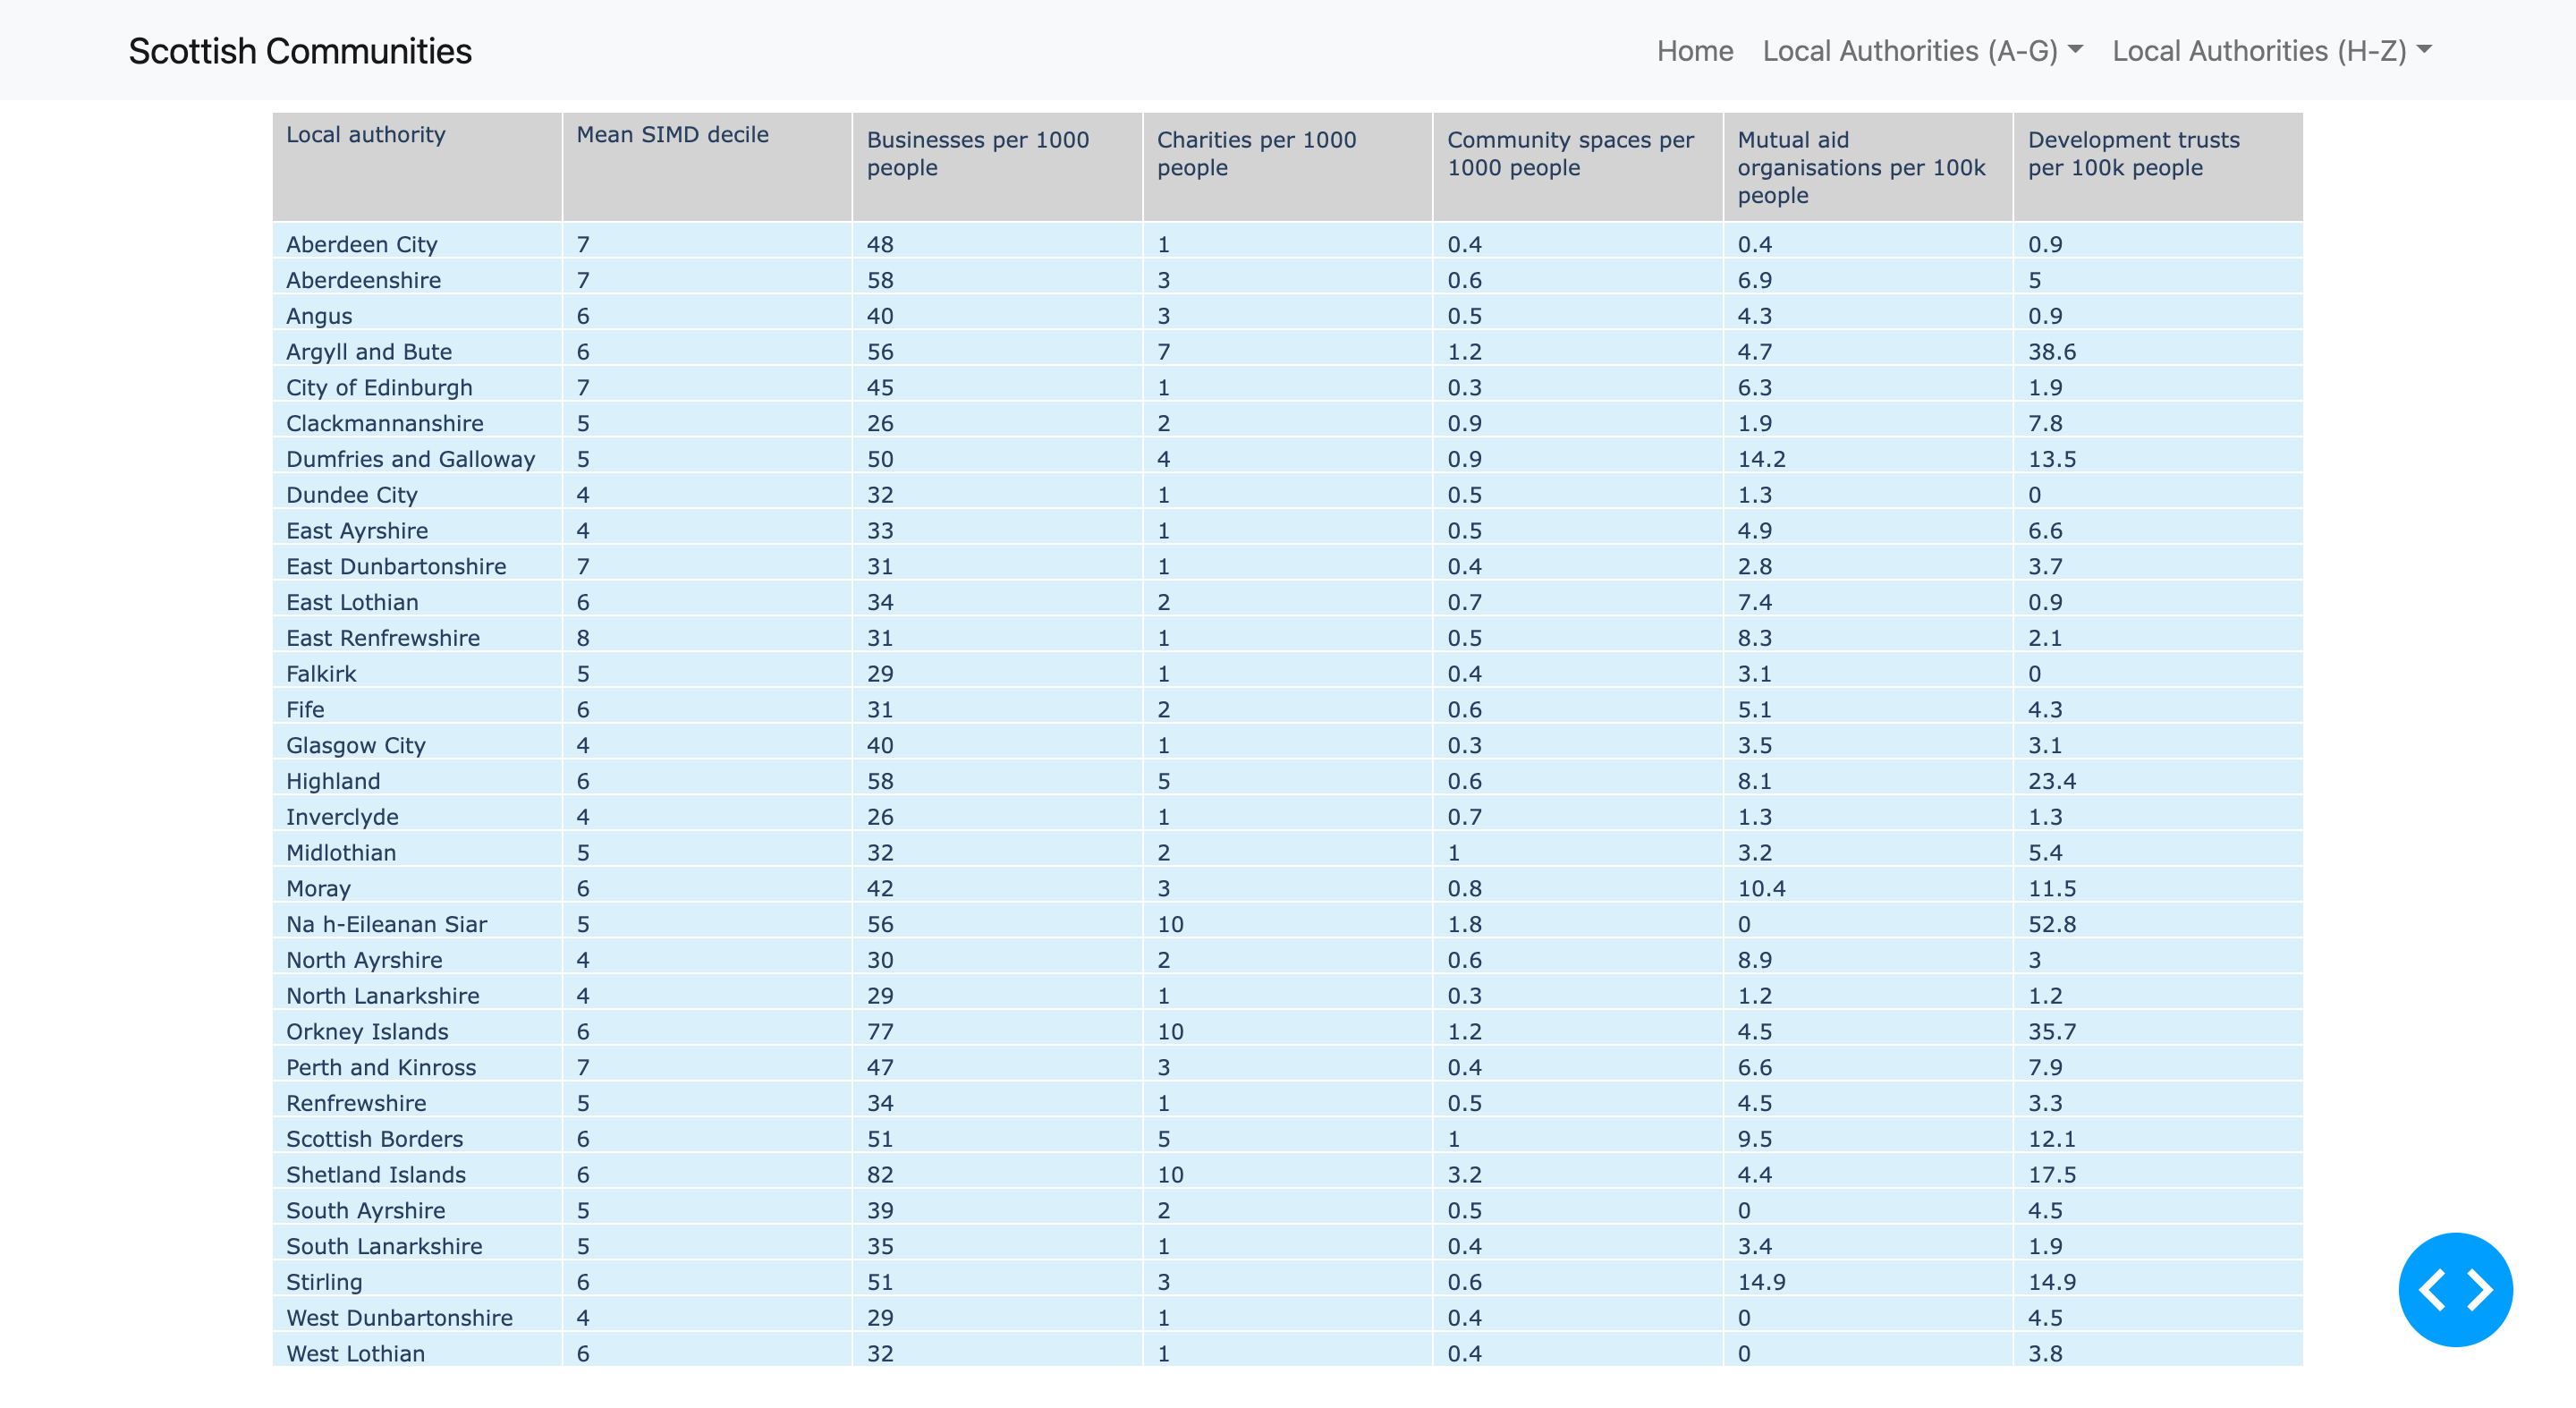 Scottish Communities Home Local Authorities (A-G) Local Authorities (H-Z)
Local authority Mean SIMD decile Businesses per 1000 people Charities per 1000 people Community spaces per 1000 people Mutual aid organisations per 100k people Development trusts per 100k people
Aberdeen City 7 48 1 0.4 0.4 0.9
Aberdeenshire 7 58 3 0.6 6.9 5
Angus 6 40 3 0.5 4.3 0.9
Argyll and Bute 6 56 7 1.2 4.7 38.6
City of Edinburgh 7 45 1 0.3 6.3 1.9
Clackmannanshire 5 26 2 0.9 1.9 7.8
Dumfries and Galloway 5 50 4 0.9 14.2 13.5
Dundee City 4 32 1 0.5 1.3 0
East Ayrshire 4 33 1 0.5 4.9 6.6
East Dunbartonshire 7 31 1 0.4 2.8 3.7
East Lothian 6 34 2 0.7 7.4 0.9
East Renfrewshire 8 31 1 0.5 8.3 2.1
Falkirk 5 29 1 0.4 3.1 0
Fife 6 31 2 0.6 5.1 4.3
Glasgow City 4 40 1 0.3 3.5 3.1
Highland 6 58 5 0.6 8.1 23.4
Inverclyde 4 26 1 0.7 1.3 1.3
Midlothian 5 32 2 1 3.2 5.4
Moray 6 42 3 0.8 10.4 11.5
Na h-Eileanan Siar 5 56 10 1.8 0 52.8
North Ayrshire 4 30 2 0.6 8.9 3
North Lanarkshire 4 29 1 0.3 1.2 1.2
Orkney Islands 6 77 10 1.2 4.5 35.7
Perth and Kinross 7 47 3 0.4 6.6 7.9
Renfrewshire 5 34 1 0.5 4.5 3.3
Scottish Borders 6 51 5 1 9.5 12.1
Shetland Islands 6 82 10 3.2 4.4 17.5
South Ayrshire 5 39 2 0.5 0 4.5
South Lanarkshire 5 35 1 0.4 3.4 1.9
Stirling 6 51 3 0.6 14.9 14.9
West Dunbartonshire 4 29 1 0.4 0 4.5
West Lothian 6 32 1 0.4 0 3.8